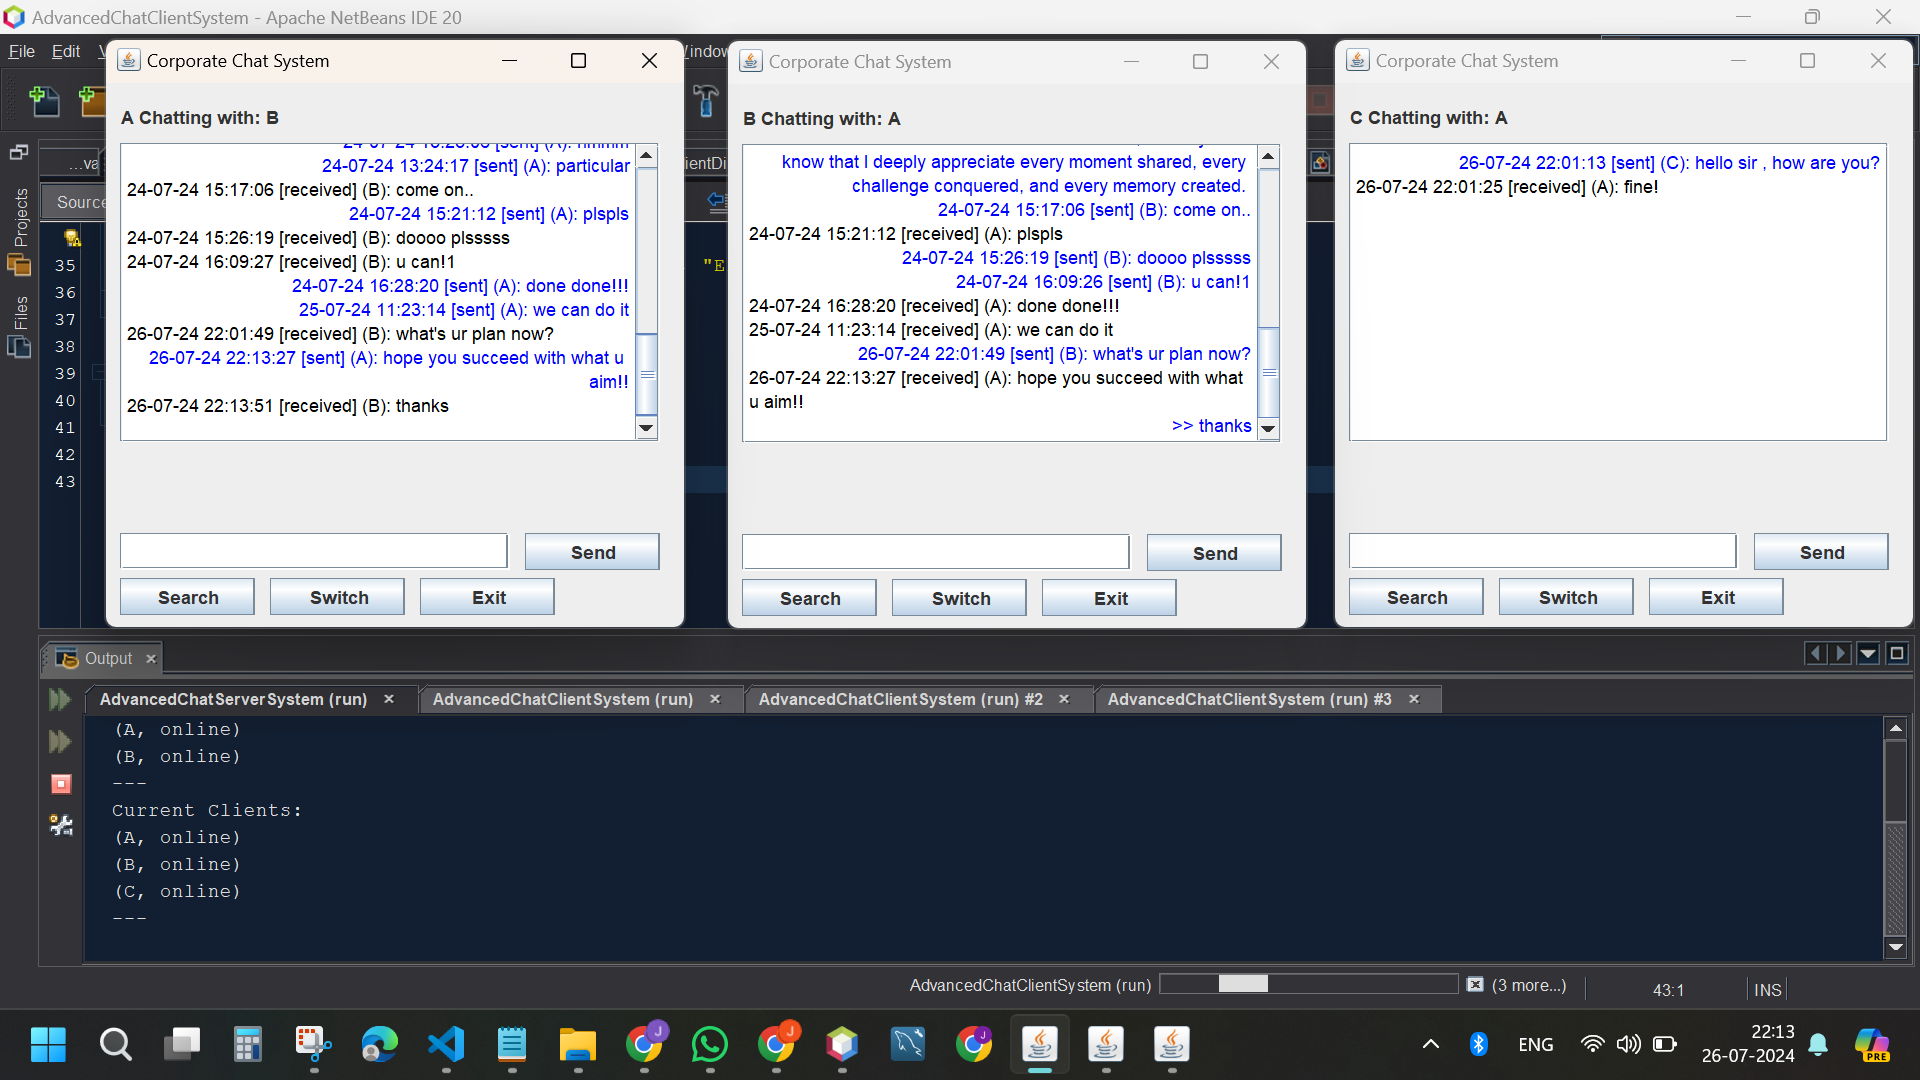 AdvancedChatClientSystem - Apache NetBeans IDE 20
File Edit
Corporate Chat System
A Chatting with: B
24-07-24 13:24:17 [sent] (A): particular
24-07-24 15:17:06 [received] (B): come on..
24-07-24 15:21:12 [sent] (A): plspls
24-07-24 15:26:19 [received] (B): doooo plsssss
24-07-24 16:09:27 [received] (B): u can!1
24-07-24 16:28:20 [sent] (A): done done!!!
25-07-24 11:23:14 [sent] (A): we can do it
26-07-24 22:01:49 [received] (B): what's ur plan now?
26-07-24 22:13:27 [sent] (A): hope you succeed with what u
aim!!
26-07-24 22:13:51 [received] (B): thanks
Send
Search Switch Exit
Corporate Chat System
B Chatting with: A
know that I deeply appreciate every moment shared, every
challenge conquered, and every memory created.
24-07-24 15:17:06 [sent] (B): come on..
24-07-24 15:21:12 [received] (A): plspls
24-07-24 15:26:19 [sent] (B): doooo plsssss
24-07-24 16:09:26 [sent] (B): u can!1
24-07-24 16:28:20 [received] (A): done done!!!
25-07-24 11:23:14 [received] (A): we can do it
26-07-24 22:01:49 [sent] (B): what's ur plan now?
26-07-24 22:13:27 [received] (A): hope you succeed with what
u aim!!
>> thanks
Send
Search Switch Exit
Corporate Chat System
C Chatting with: A
26-07-24 22:01:13 [sent] (C): hello sir , how are you?
26-07-24 22:01:25 [received] (A): fine!
Send
Search Switch Exit
Projects
Files
...va
Source
"E
35
36
37
38
39
40
41
42
43
Output
AdvancedChatServerSystem (run) AdvancedChatClientSystem (run) AdvancedChatClientSystem (run) #2 AdvancedChatClientSystem (run) #3
(A, online)
(B, online)
---
Current Clients:
(A, online)
(B, online)
(C, online)
---
AdvancedChatClientSystem (run) (3 more...) 43:1 INS
J
J
J
ENG
22:13
26-07-2024
PRE